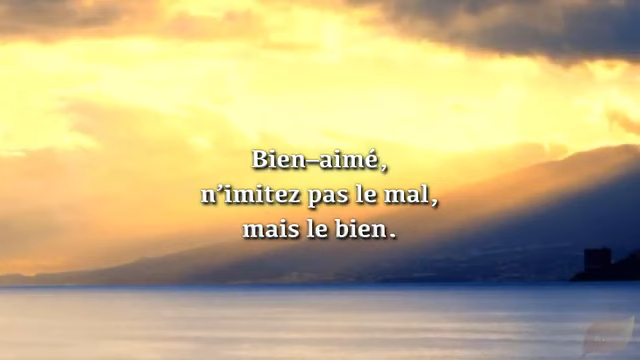 Bien–aimé,
n’imitez pas le mal,
mais le bien.